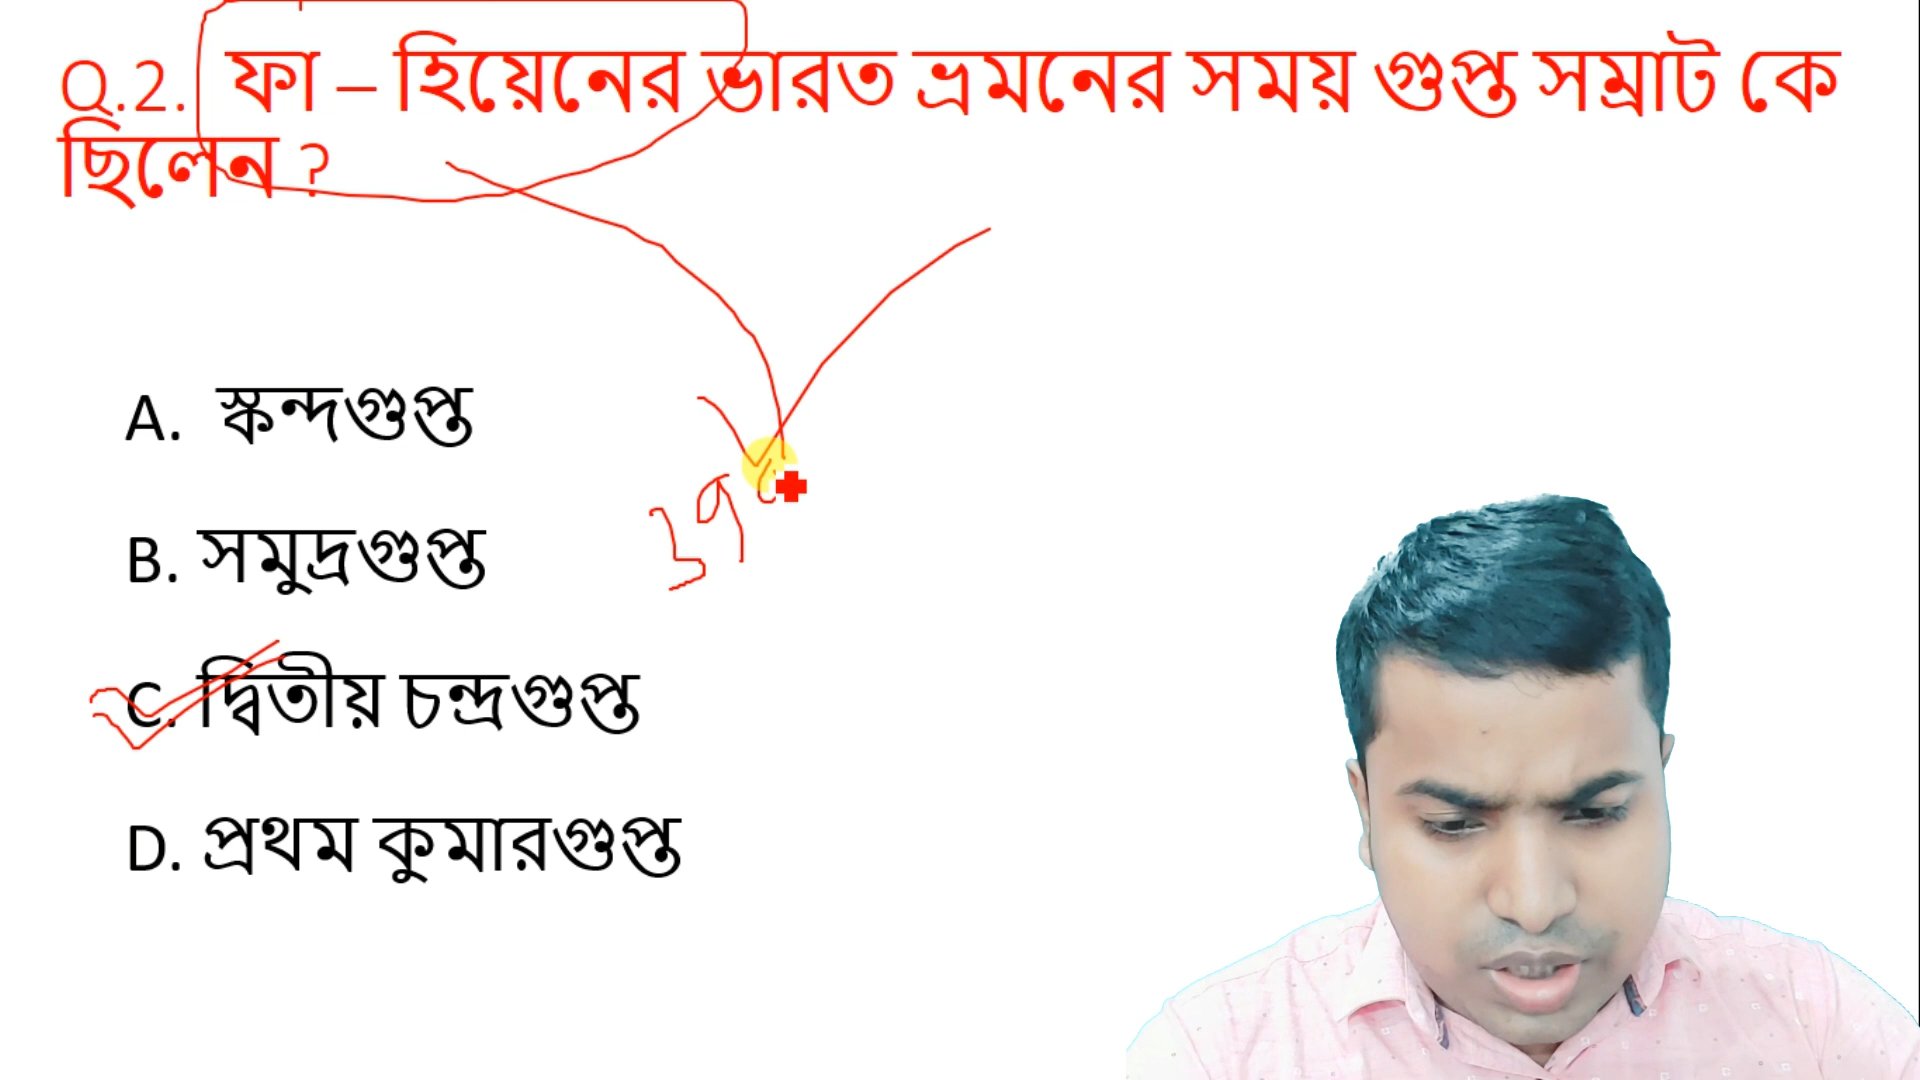 Q.2. ফা – হিয়েনের ভারত ভ্রমনের সময় গুপ্ত সম্রাট কে
ছিলেন ?
A. স্কন্দগুপ্ত
B. সমুদ্রগুপ্ত
C. দ্বিতীয় চন্দ্রগুপ্ত
D. প্রথম কুমারগুপ্ত